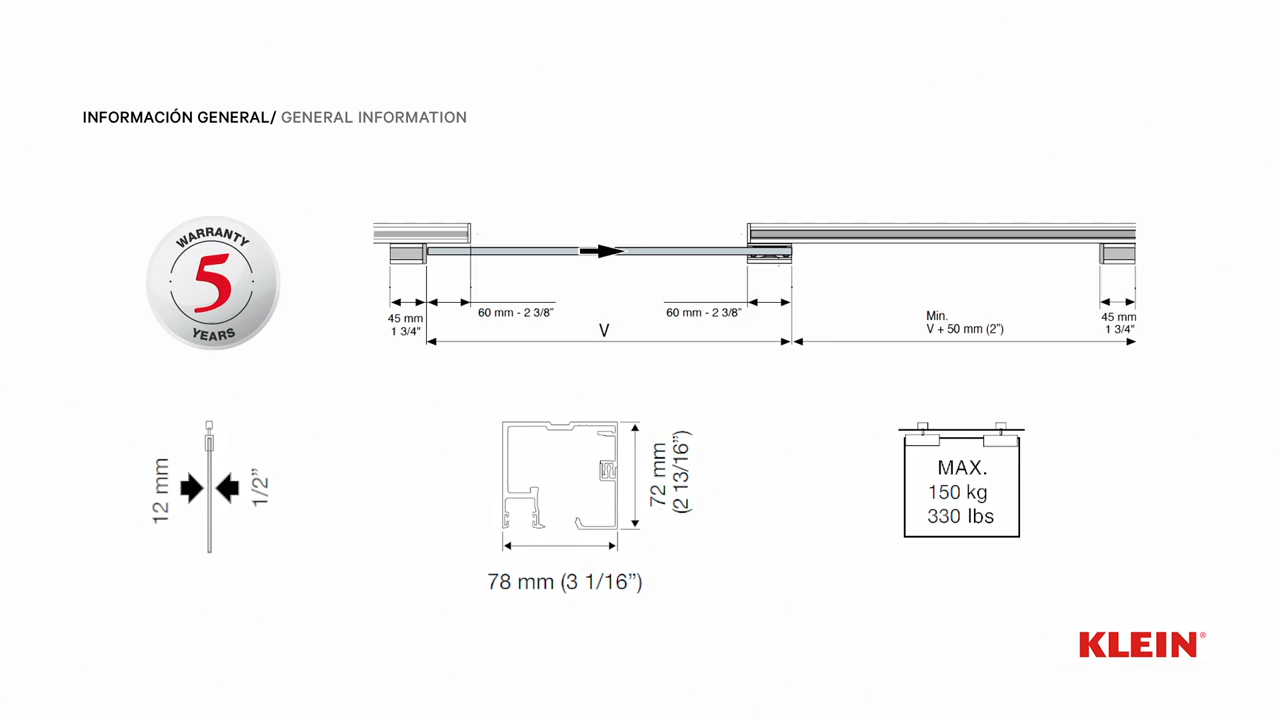 INFORMACIÓN GENERAL/ GENERAL INFORMATION
WARRANTY
5
YEARS
45 mm
1 3/4"
60 mm - 2 3/8”
V
60 mm - 2 3/8”
Min.
V + 50 mm (2”)
45 mm
1 3/4"
12 mm
1/2”
72 mm
(2 13/16”)
78 mm (3 1/16”)
MAX.
150 kg
330 lbs
KLEIN®